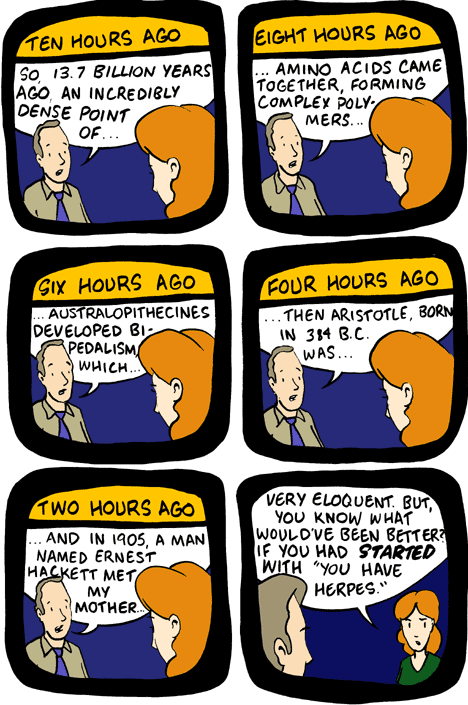 TEN HOURS AGO
SO, 13.7 BILLION YEARS
AGO, AN INCREDIBLY
DENSE POINT
OF...
EIGHT HOURS AGO
... AMINO ACIDS CAME
TOGETHER, FORMING
COMPLEX POLY-
MERS...
SIX HOURS AGO
...AUSTRALOPITHECINES
DEVELOPED BI-
PEDALISM,
WHICH...
FOUR HOURS AGO
...THEN ARISTOTLE, BORN
IN 384 B.C.
WAS...
TWO HOURS AGO
...AND IN 1905, A MAN
NAMED ERNEST
HACKETT MET
MY
MOTHER...
VERY ELOQUENT. BUT,
YOU KNOW WHAT
WOULD'VE BEEN BETTER?
IF YOU HAD STARTED
WITH "YOU HAVE
HERPES."